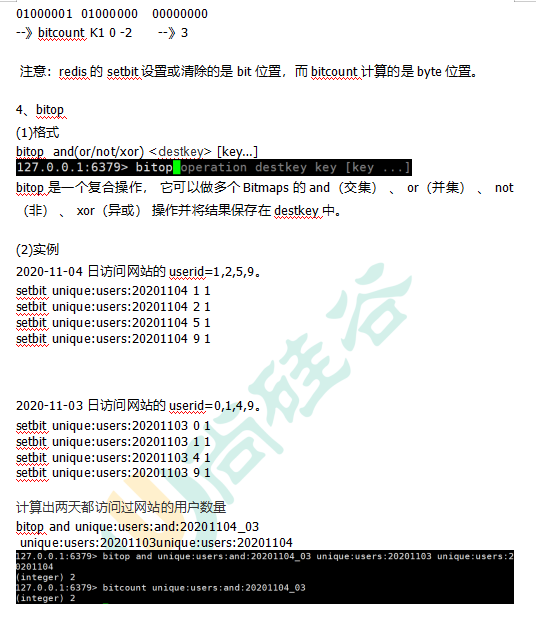 01000001 01000000  00000000
--》bitcount K1 0 -2  --》3
注意：redis 的 setbit 设置或清除的是 bit 位置，而 bitcount 计算的是 byte 位置。
4、bitop
(1)格式
bitop and(or/not/xor) <destkey> [key…]
127.0.0.1:6379> bitop operation destkey key [key ...]
bitop 是一个复合操作， 它可以做多个 Bitmaps 的 and（交集） 、 or（并集） 、 not
（非） 、 xor（异或） 操作并将结果保存在 destkey 中。
(2)实例
2020-11-04 日访问网站的 userid=1,2,5,9。
setbit unique:users:20201104 1 1
setbit unique:users:20201104 2 1
setbit unique:users:20201104 5 1
setbit unique:users:20201104 9 1
2020-11-03 日访问网站的 userid=0,1,4,9。
setbit unique:users:20201103 0 1
setbit unique:users:20201103 1 1
setbit unique:users:20201103 4 1
setbit unique:users:20201103 9 1
计算出两天都访问过网站的用户数量
bitop and unique:users:and:20201104_03
unique:users:20201103unique:users:20201104
127.0.0.1:6379> bitop and unique:users:and:20201104_03 unique:users:20201103 unique:users:2
0201104
(integer) 2
127.0.0.1:6379> bitcount unique:users:and:20201104_03
(integer) 2
尚硅谷